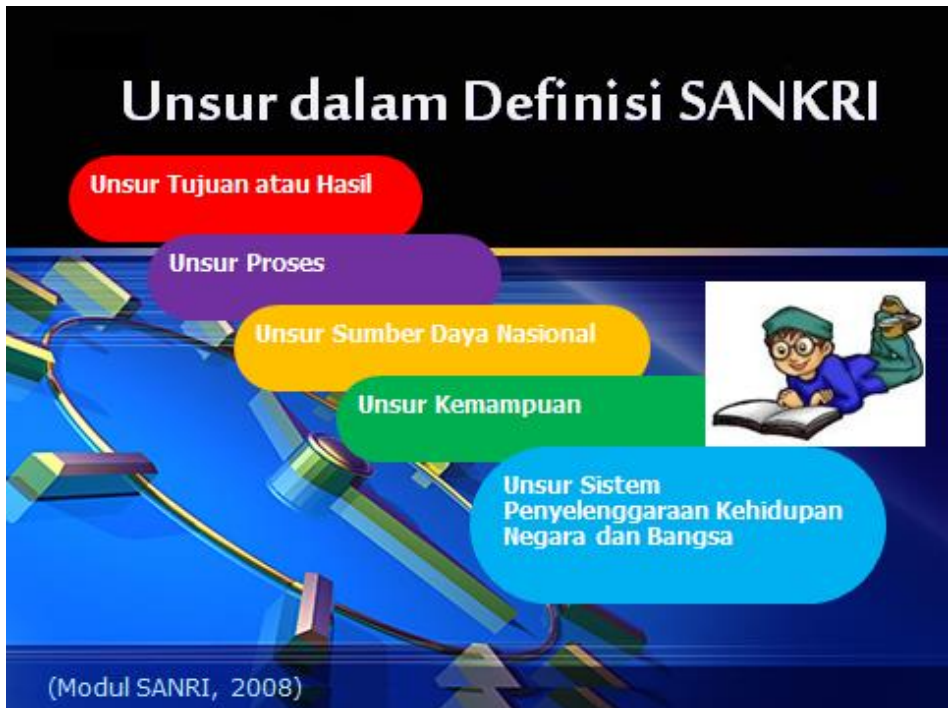 Unsur dalam Definisi SANKRI
Unsur Tujuan atau Hasil
Unsur Proses
Unsur Sumber Daya Nasional
Unsur Kemampuan
Unsur Sistem
Penyelenggaraan Kehidupan
Negara dan Bangsa
(Modul SANRI, 2008)